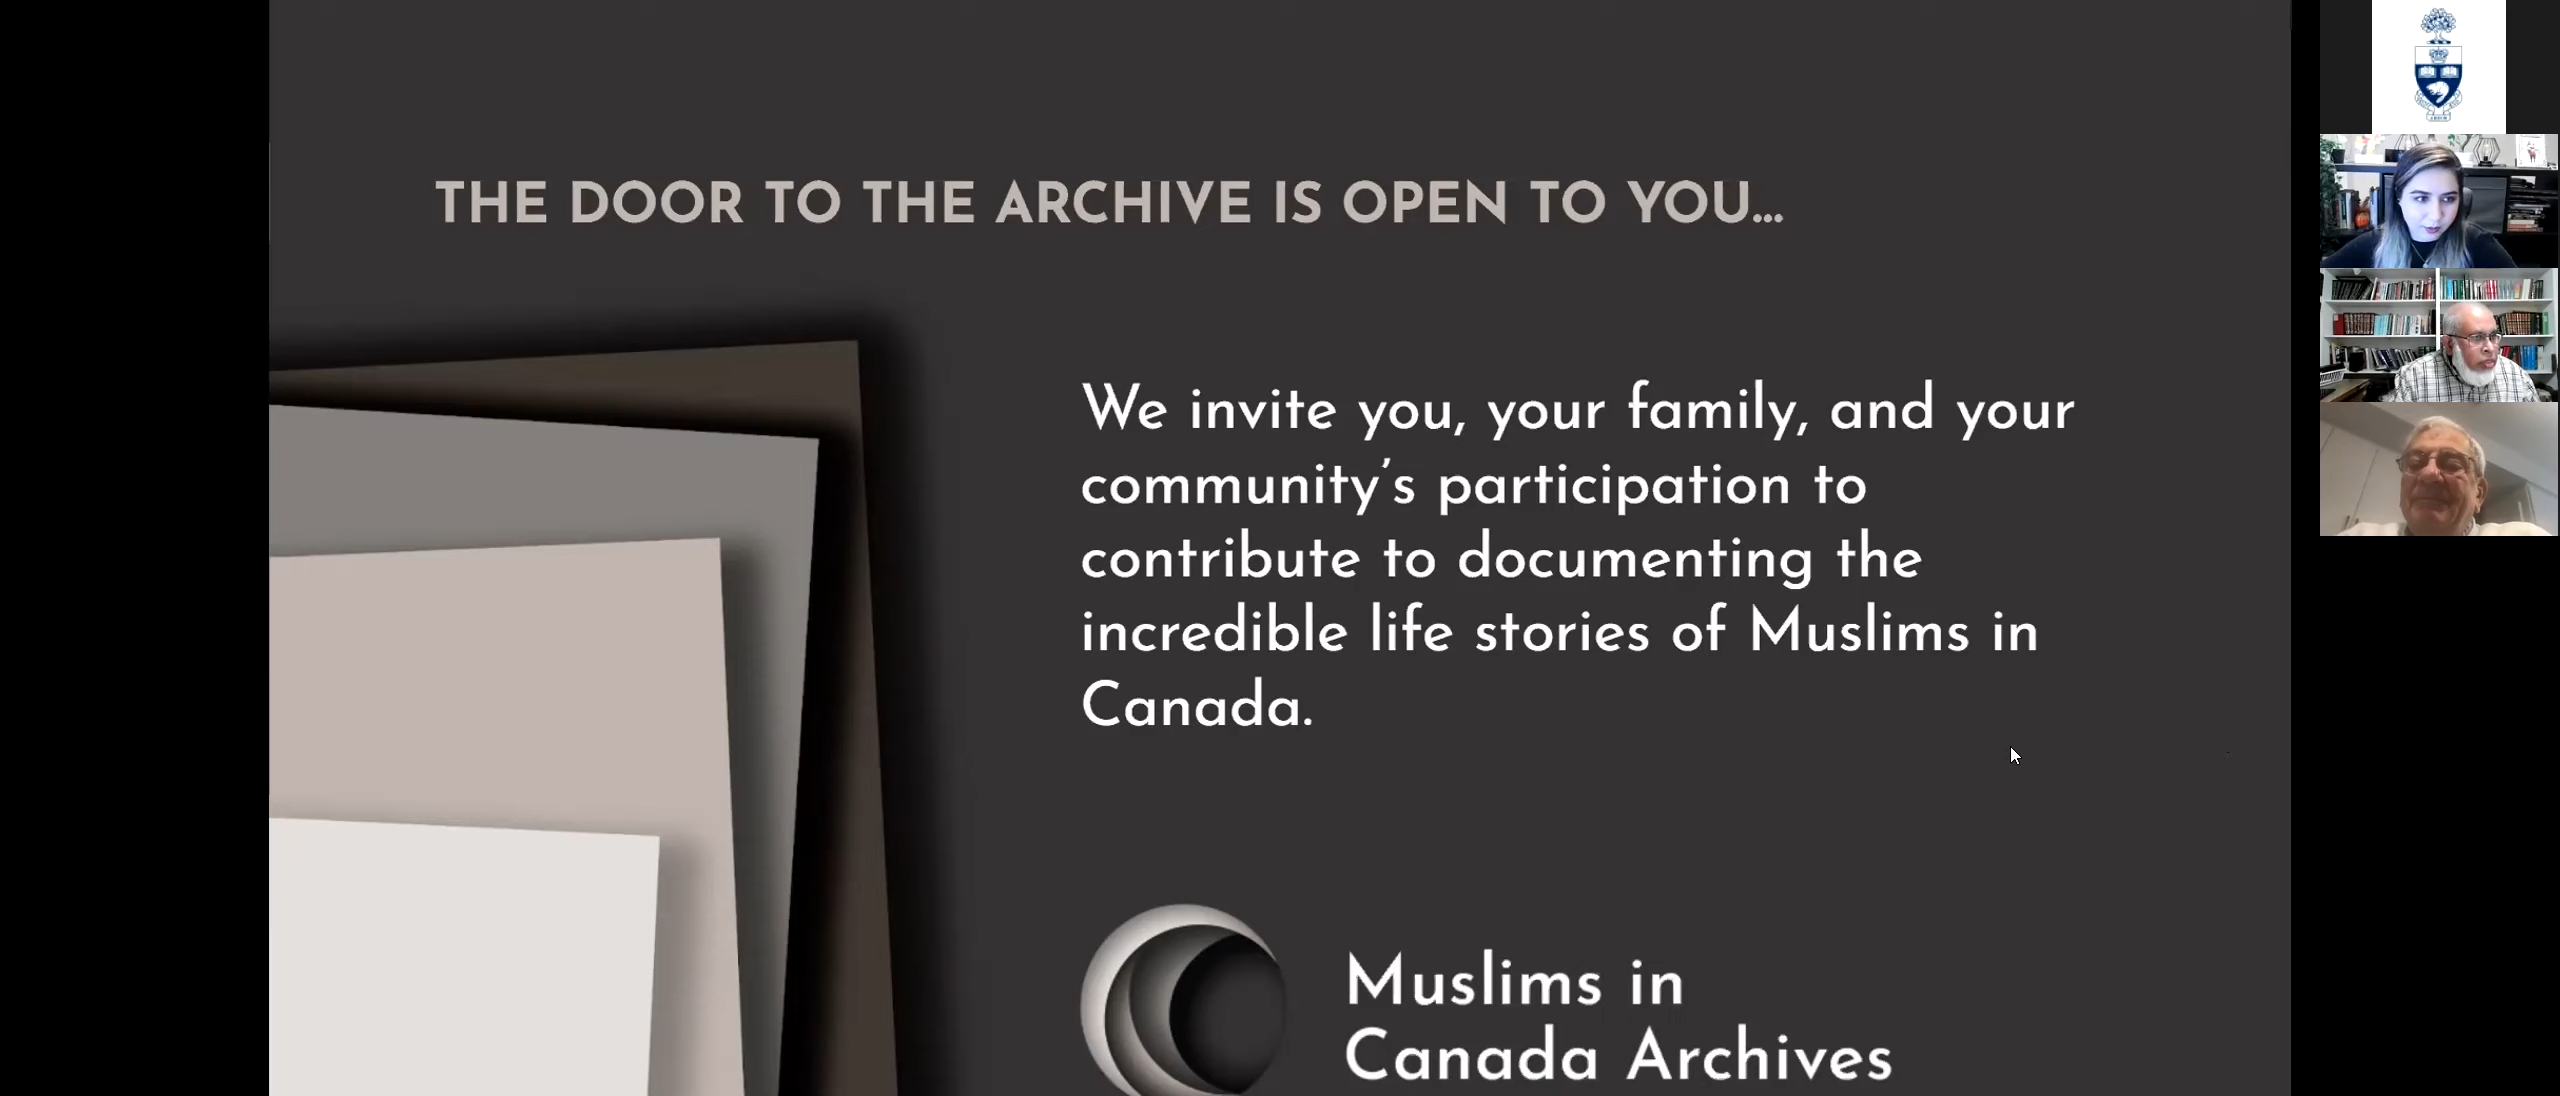 THE DOOR TO THE ARCHIVE IS OPEN TO YOU...
We invite you, your family, and your
community's participation to
contribute to documenting the
incredible life stories of Muslims in
Canada.
Muslims in
Canada Archives